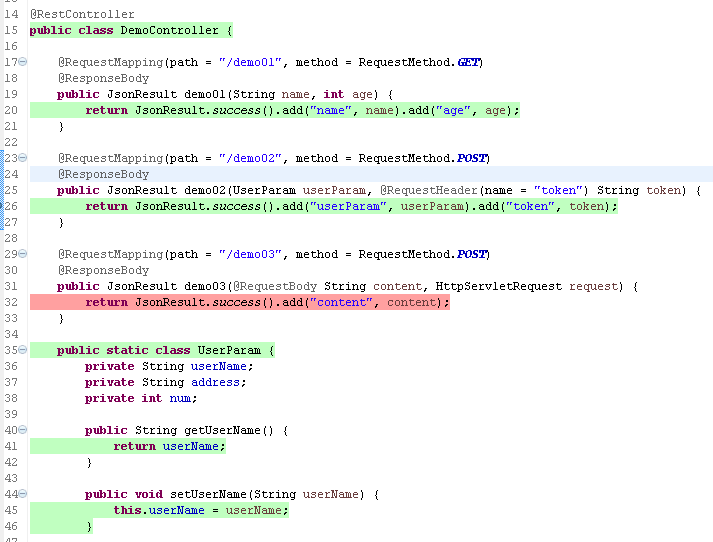 14 @RestController
15 public class DemoController {
16
17 @RequestMapping(path = "/demo01", method = RequestMethod.GET)
18 @ResponseBody
19 public JsonResult demo01(String name, int age) {
20 return JsonResult.success().add("name", name).add("age", age);
21 }
22
23 @RequestMapping(path = "/demo02", method = RequestMethod.POST)
24 @ResponseBody
25 public JsonResult demo02(UserParam userParam, @RequestHeader(name = "token") String token) {
26 return JsonResult.success().add("userParam", userParam).add("token", token);
27 }
28
29 @RequestMapping(path = "/demo03", method = RequestMethod.POST)
30 @ResponseBody
31 public JsonResult demo03(@RequestBody String content, HttpServletRequest request) {
32 return JsonResult.success().add("content", content);
33 }
34
35 public static class UserParam {
36 private String userName;
37 private String address;
38 private int num;
39
40 public String getUserName() {
41 return userName;
42 }
43
44 public void setUserName(String userName) {
45 this.userName = userName;
46 }